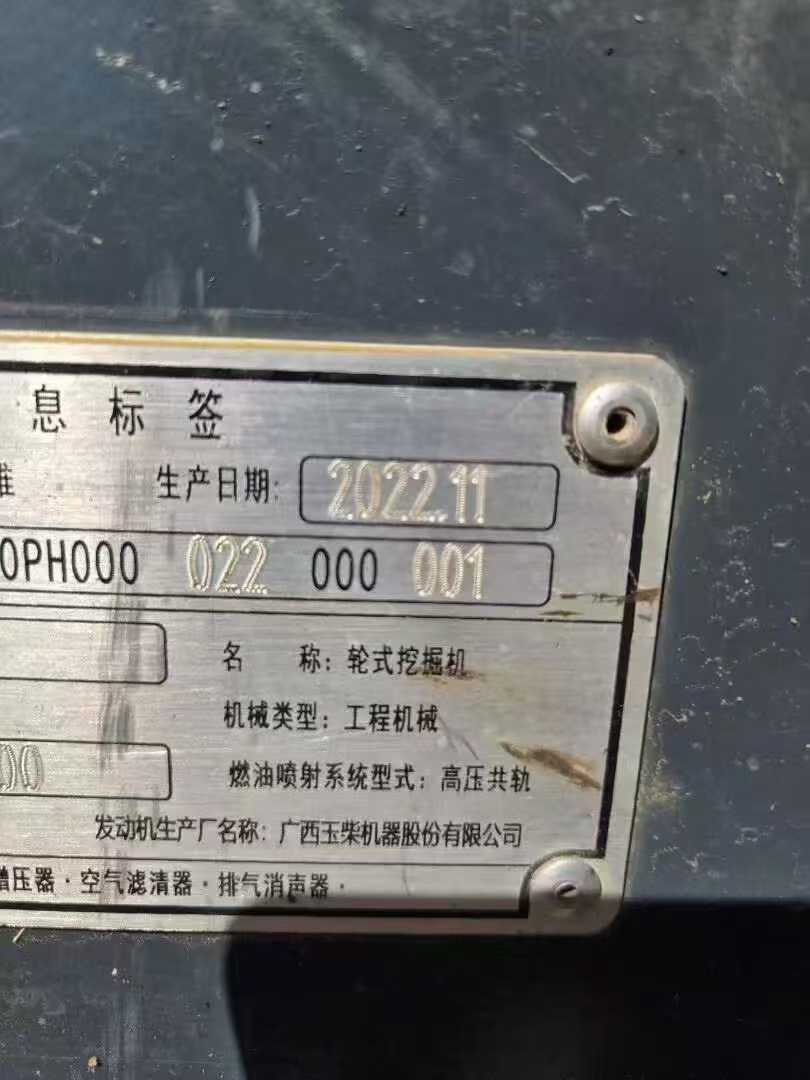 息标签
准 生产日期: 2022.11
0PH000 022 000 001
名 称: 轮式挖掘机
机械类型: 工程机械
00 燃油喷射系统型式: 高压共轨
发动机生产厂名称: 广西玉柴机器股份有限公司
增压器·空气滤清器·排气消声器·